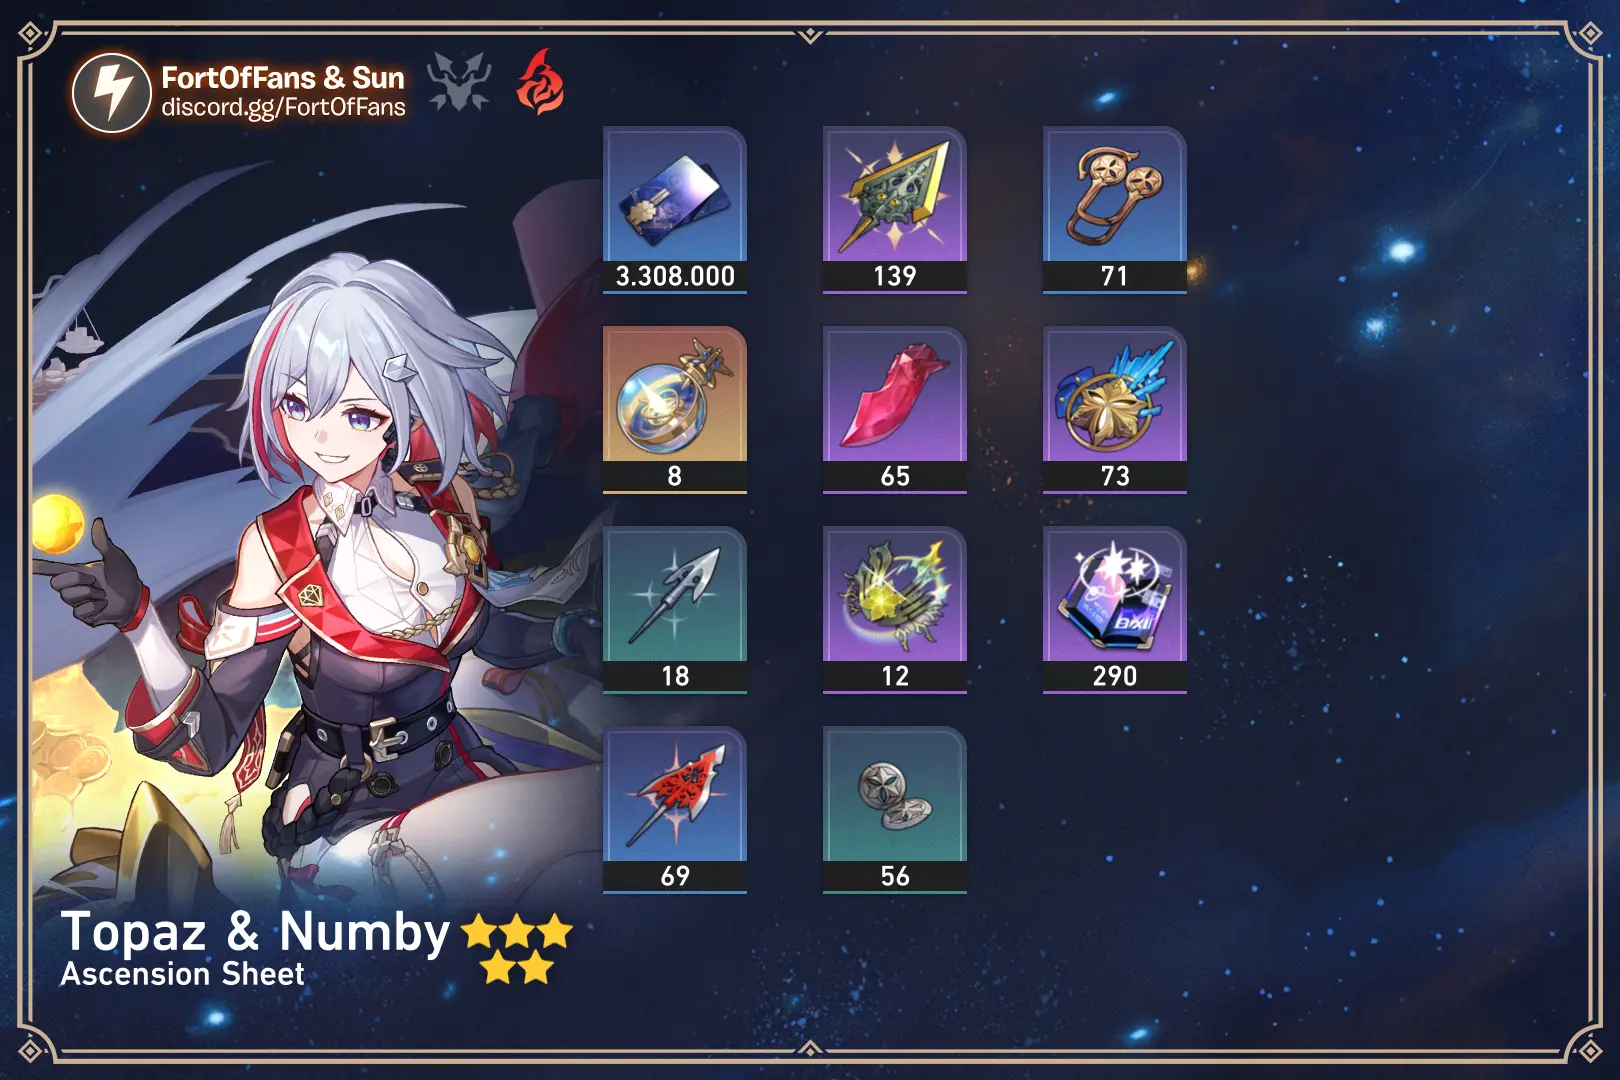 FortOfFans & Sun
discord.gg/FortOfFans
3.308.000
139
71
8
65
73
18
12
290
69
56
Topaz & Numby
Ascension Sheet